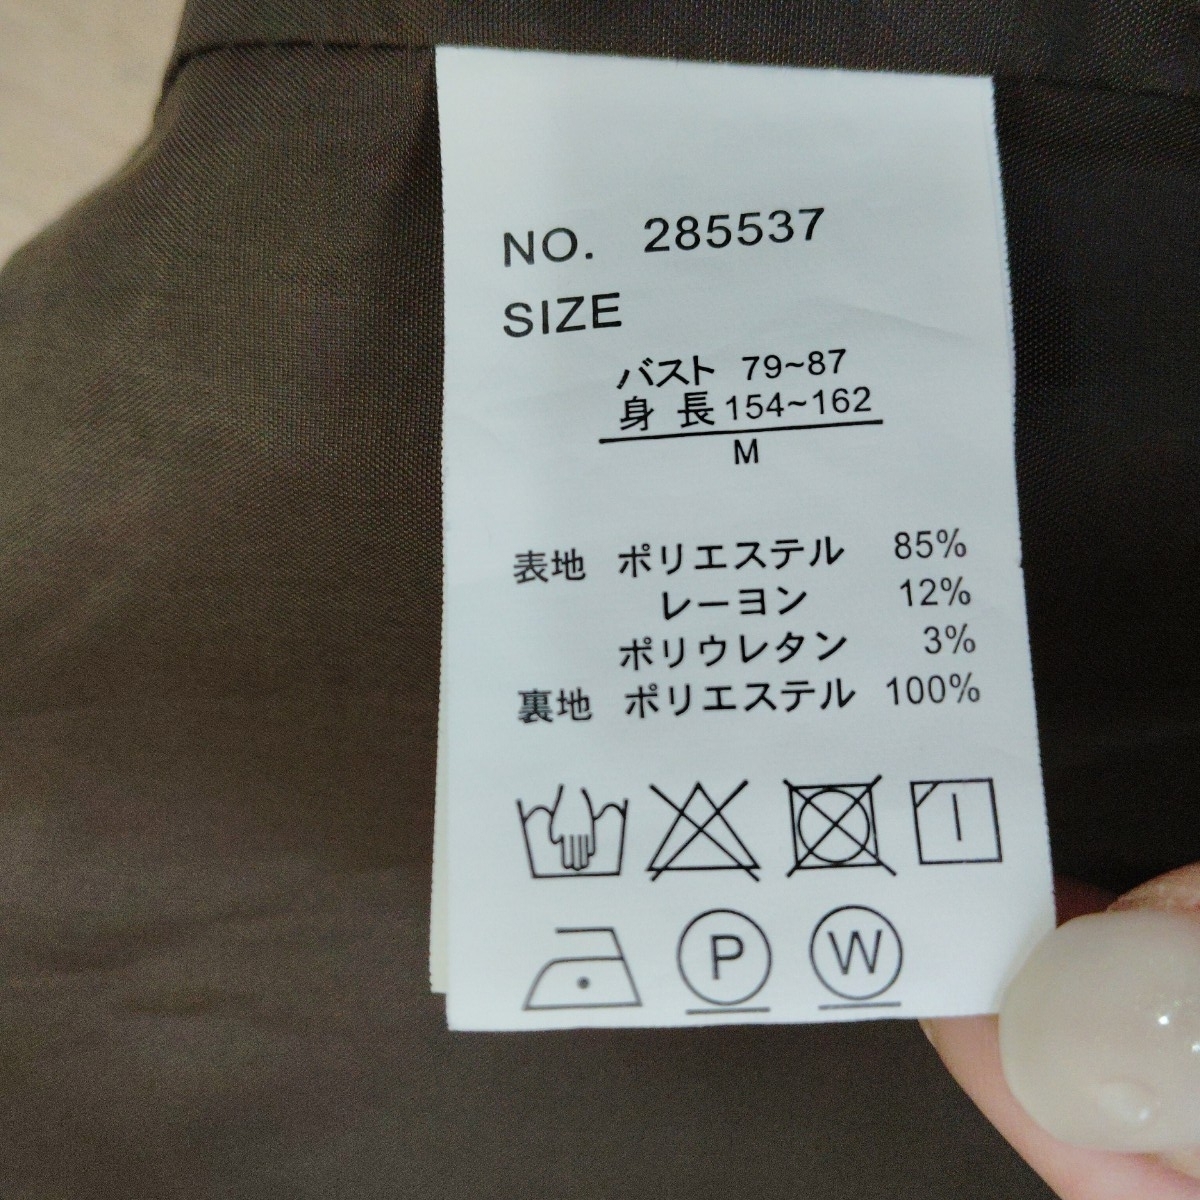 NO. 285537
SIZE
バスト 79~87
身 長 154~162
M
表地 ポリエステル 85%
レーヨン 12%
ポリウレタン 3%
裏地 ポリエステル 100%
P W